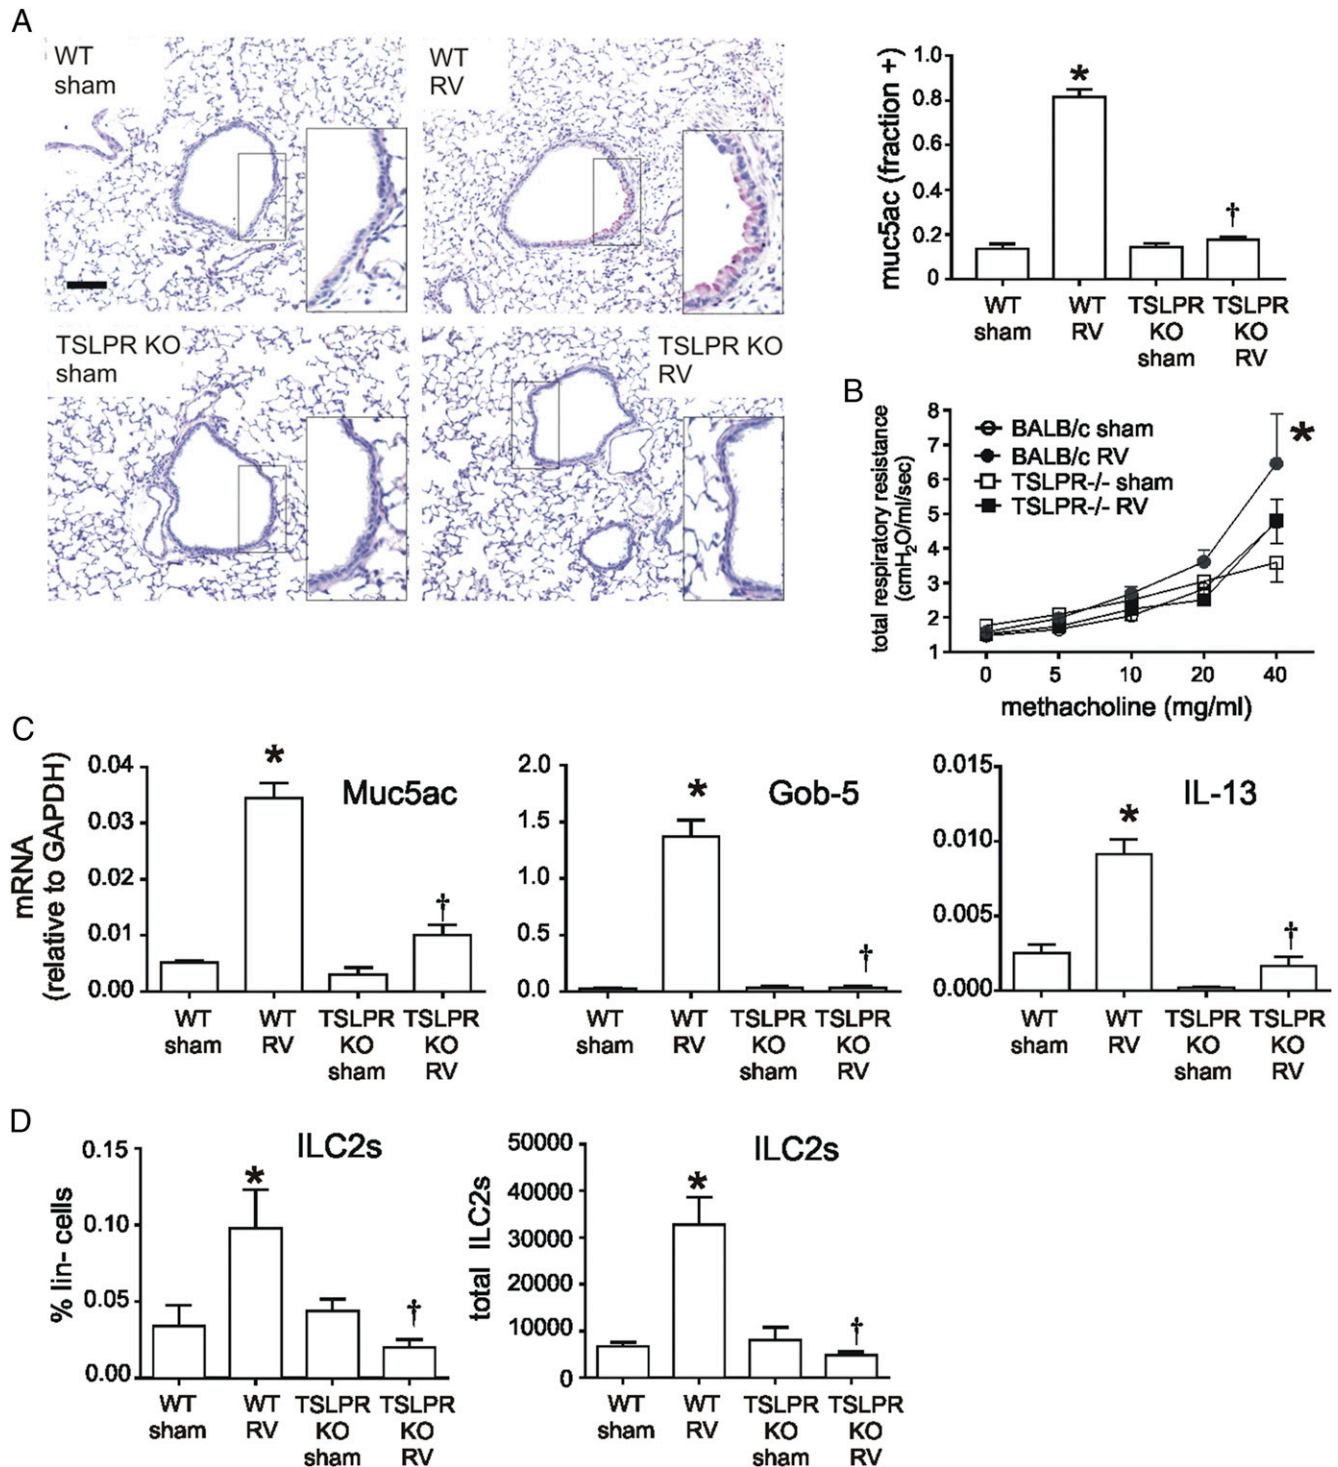 A
WT
sham
WT
RV
TSLPR KO
sham
TSLPR KO
RV
muc5ac (fraction +)
1.0
0.8
0.6
0.4
0.2
0
*
†
WT
sham
WT
RV
TSLPR
KO
sham
TSLPR
KO
RV
B
total respiratory resistance
(cmH₂O/ml/sec)
8
7
6
5
4
3
2
1
BALB/c sham
BALB/c RV
TSLPR-/- sham
TSLPR-/- RV
*
0 5 10 20 40
methacholine (mg/ml)
C
mRNA
(relative to GAPDH)
0.04
0.03
0.02
0.01
0.00
Muc5ac
*
†
WT
sham
WT
RV
TSLPR
KO
sham
TSLPR
KO
RV
2.0
1.5
1.0
0.5
0.0
Gob-5
*
†
WT
sham
WT
RV
TSLPR
KO
sham
TSLPR
KO
RV
0.015
0.010
0.005
0.000
IL-13
*
†
WT
sham
WT
RV
TSLPR
KO
sham
TSLPR
KO
RV
D
% lin- cells
0.15
0.10
0.05
0.00
ILC2s
*
†
WT
sham
WT
RV
TSLPR
KO
sham
TSLPR
KO
RV
total ILC2s
50000
40000
30000
20000
10000
0
ILC2s
*
†
WT
sham
WT
RV
TSLPR
KO
sham
TSLPR
KO
RV